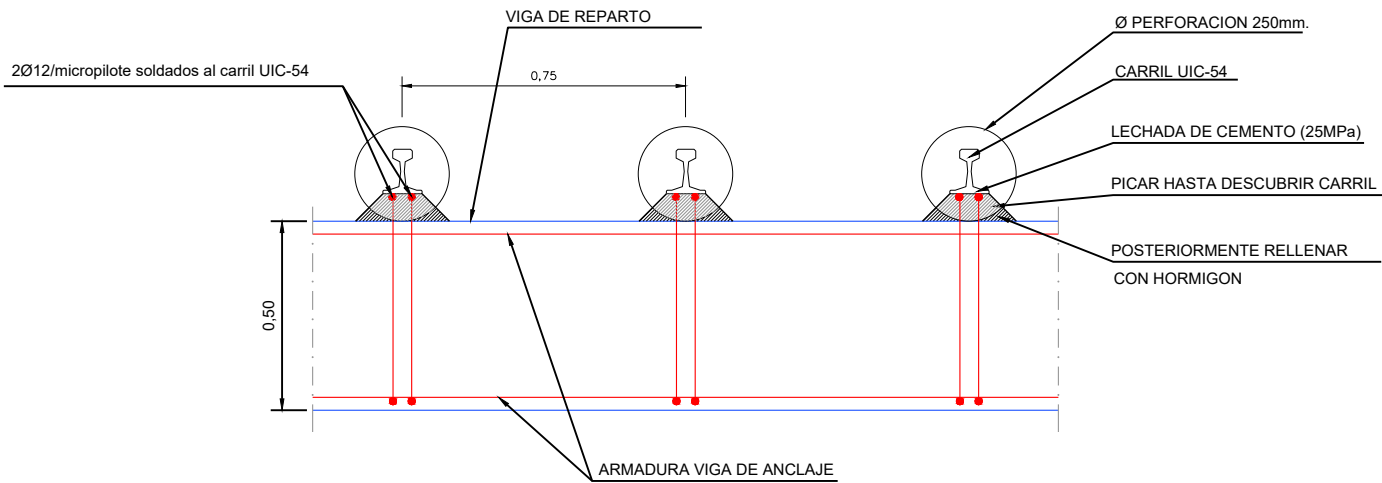 VIGA DE REPARTO
Ø PERFORACION 250mm.
2Ø12/micropilote soldados al carril UIC-54
0,75
CARRIL UIC-54
LECHADA DE CEMENTO (25MPa)
PICAR HASTA DESCUBRIR CARRIL
POSTERIORMENTE RELLENAR
CON HORMIGON
0,50
ARMADURA VIGA DE ANCLAJE